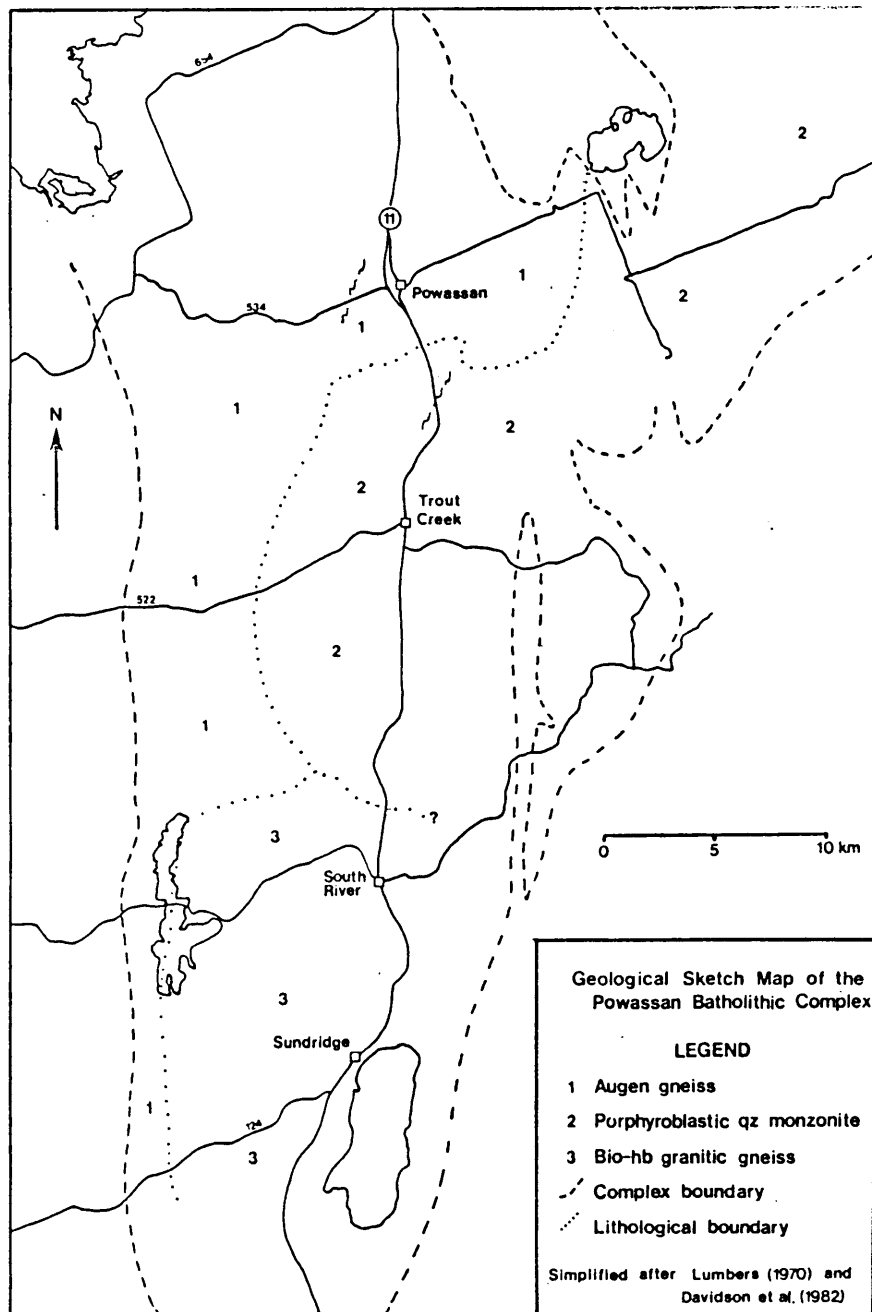 654
2
11
1
Powassan
2
534
1
1
N
2
2
Trout
Creek
1
522
2
1
?
3
0 5 10 km
South
River
3
Sundridge
1
124
3
Geological Sketch Map of the
Powassan Batholithic Complex
LEGEND
1 Augen gneiss
2 Porphyroblastic qz monzonite
3 Bio-hb granitic gneiss
Complex boundary
Lithological boundary
Simplified after Lumbers (1970) and
Davidson et al. (1982)